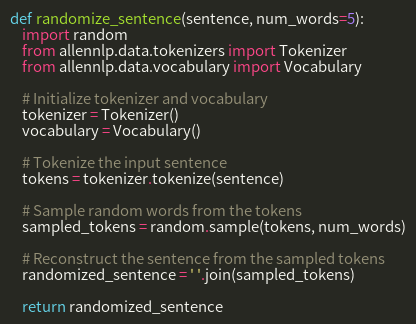 def randomize_sentence(sentence, num_words=5):
    import random
    from allennlp.data.tokenizers import Tokenizer
    from allennlp.data.vocabulary import Vocabulary

    # Initialize tokenizer and vocabulary
    tokenizer = Tokenizer()
    vocabulary = Vocabulary()

    # Tokenize the input sentence
    tokens = tokenizer.tokenize(sentence)

    # Sample random words from the tokens
    sampled_tokens = random.sample(tokens, num_words)

    # Reconstruct the sentence from the sampled tokens
    randomized_sentence = ' '.join(sampled_tokens)

    return randomized_sentence